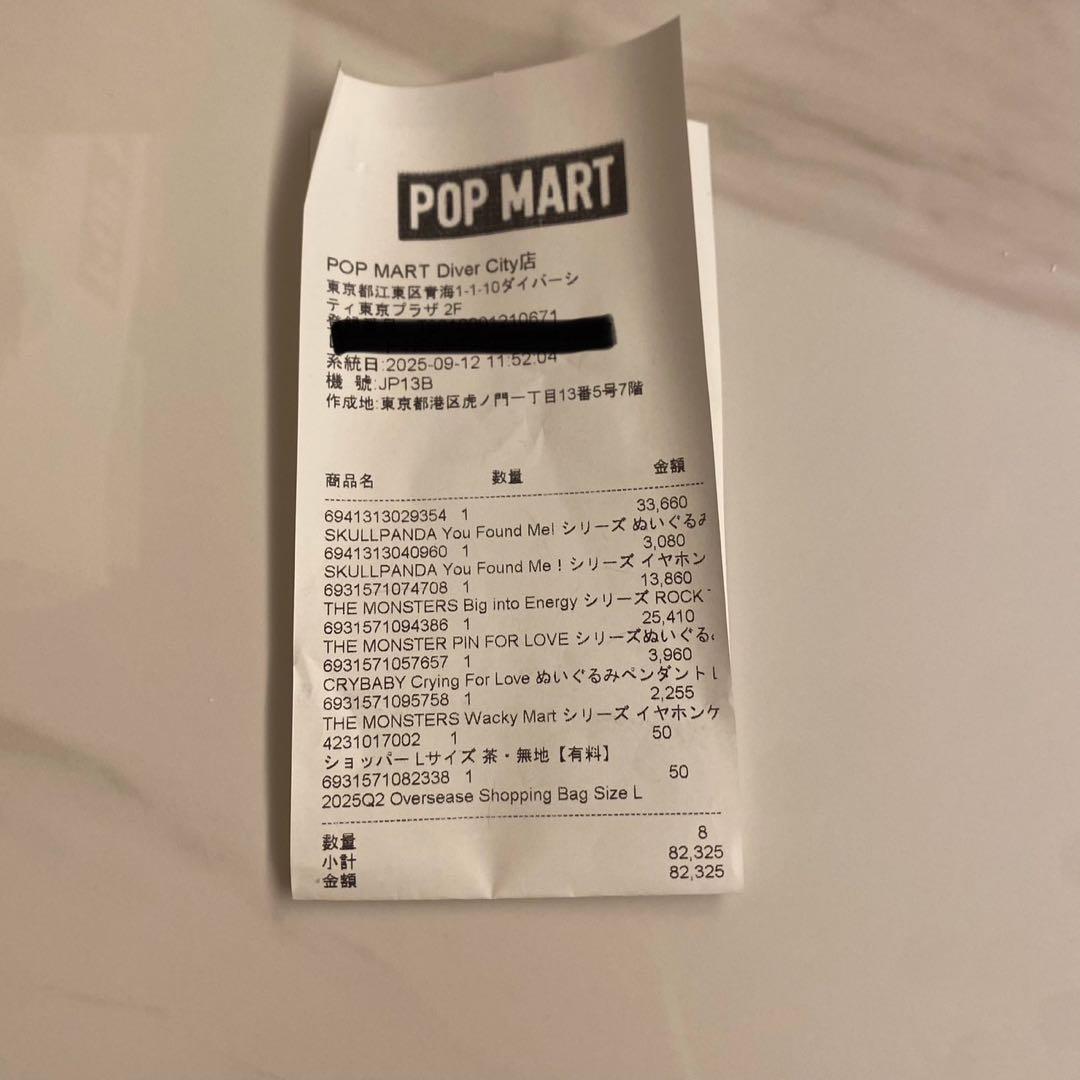 POP MART
POP MART Diver City店
東京都江東区青海1-1-10ダイバーシ
ティ東京プラザ 2F
系統日:2025-09-12 11:52:04
機 號:JP13B
作成地:東京都港区虎ノ門一丁目13番5号7階
商品名 数量 金額
6941313029354 1 33,660
SKULLPANDA You Found Me! シリーズ ぬいぐるみ
6941313040960 1 3,080
SKULLPANDA You Found Me！シリーズ イヤホン
6931571074708 1 13,860
THE MONSTERS Big into Energy シリーズ ROCK
6931571094386 1 25,410
THE MONSTER PIN FOR LOVE シリーズぬいぐる
6931571057657 1 3,960
CRYBABY Crying For Love ぬいぐるみペンダント
6931571095758 1 2,255
THE MONSTERS Wacky Mart シリーズ イヤホンケ
4231017002 1 50
ショッパー Lサイズ 茶・無地【有料】
6931571082338 1 50
2025Q2 Oversease Shopping Bag Size L
数量 8
小計 82,325
金額 82,325